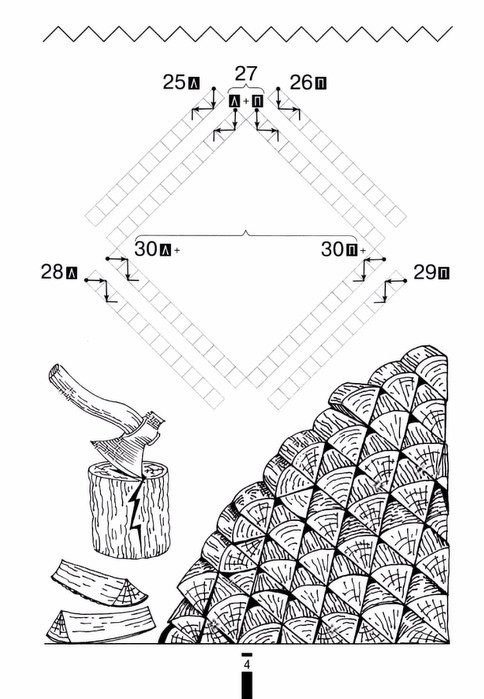 27
25 Л 26 П
Л + П
30 Л + 30 П +
28 Л 29 П
4